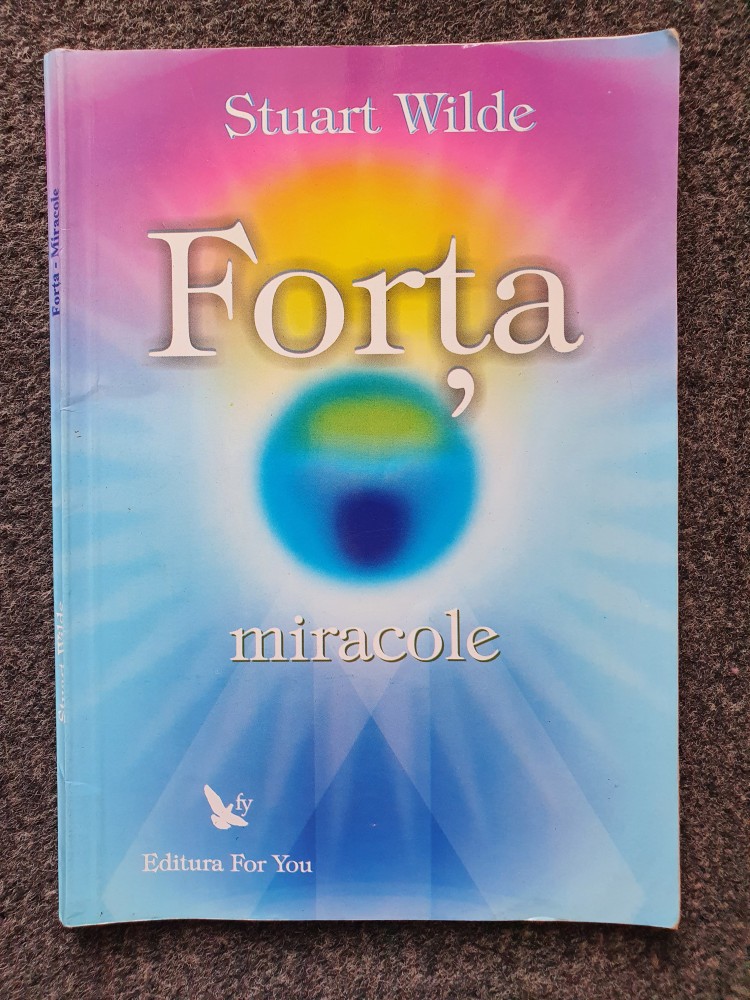 Stuart Wilde
Forța
miracole
fy
Editura For You
Forța - Miracole
Stuart Wilde